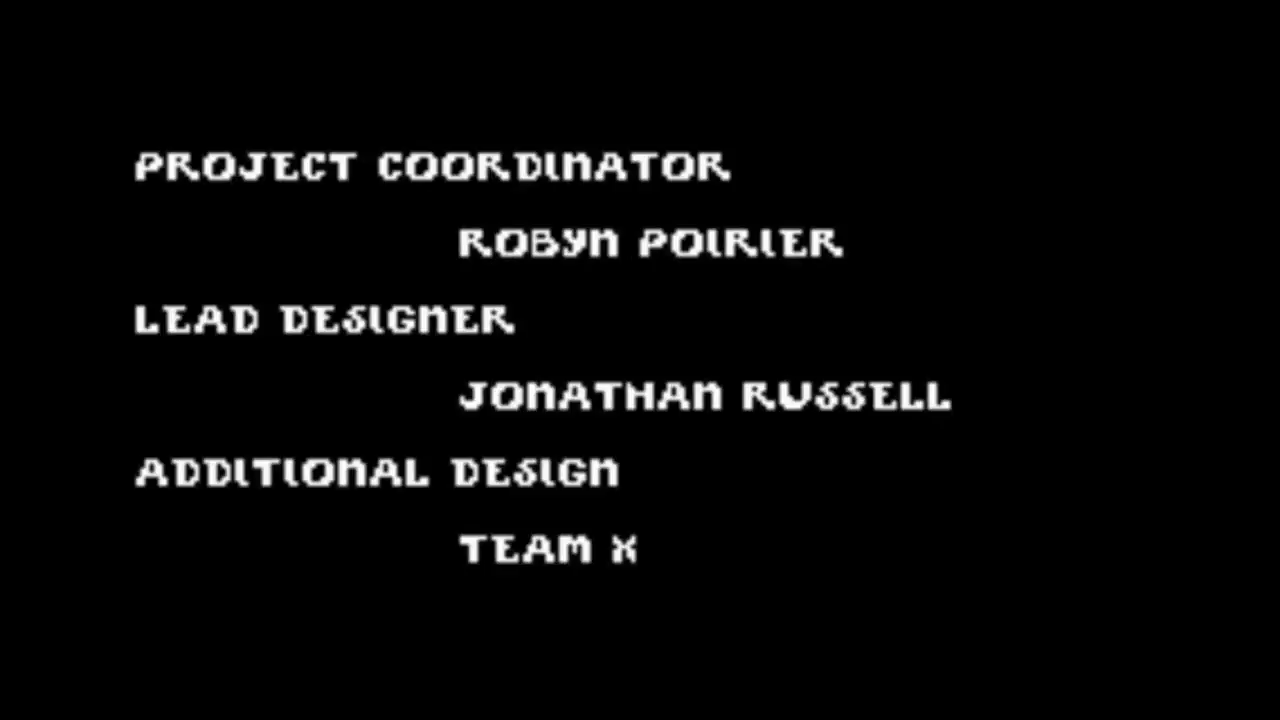 PROJECT COORDINATOR
ROBYN POIRIER
LEAD DESIGNER
JONATHAN RUSSELL
ADDITIONAL DESIGN
TEAM X